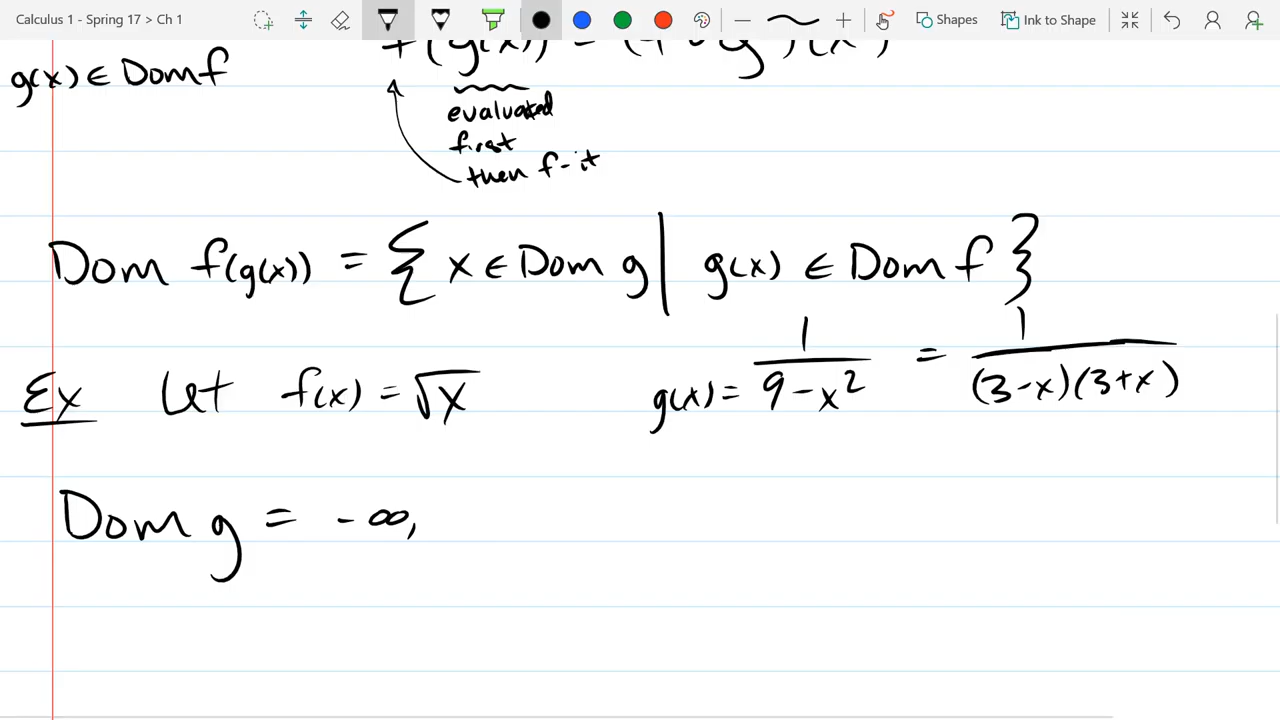 Calculus 1 - Spring 17 > Ch 1 Shapes Ink to Shape
f(g(x)) = (f∘g)(x)
g(x) ∈ Dom f
evaluated
first
then f-it
Dom f(g(x)) = { x ∈ Dom g | g(x) ∈ Dom f }
Ex Let f(x) = √x g(x) = 1/(9-x²) = 1/((3-x)(3+x))
Dom g = -∞,